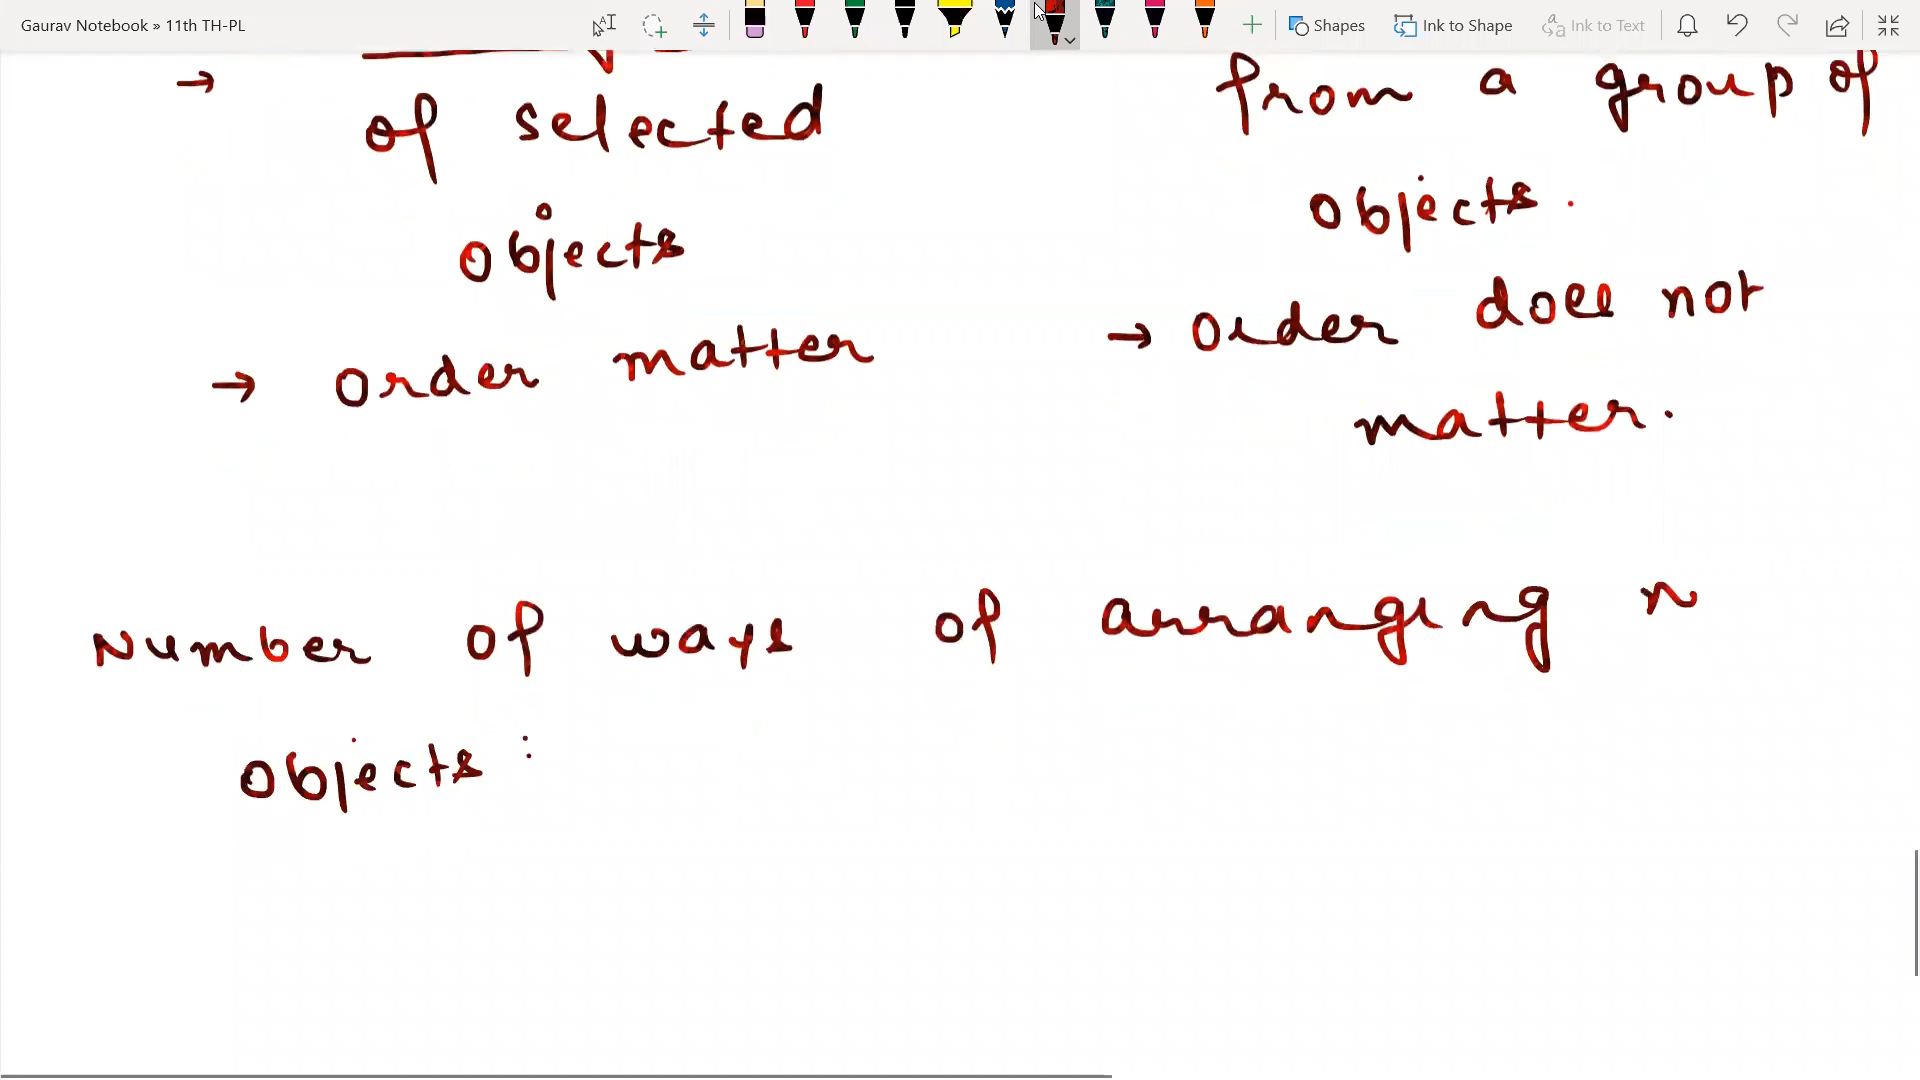 Gaurav Notebook » 11th TH-PL
Shapes
Ink to Shape
Ink to Text
→
of selected
objects
→ order matter
from a group of
objects.
→ order does not
matter.
Number of ways of arranging n
objects :